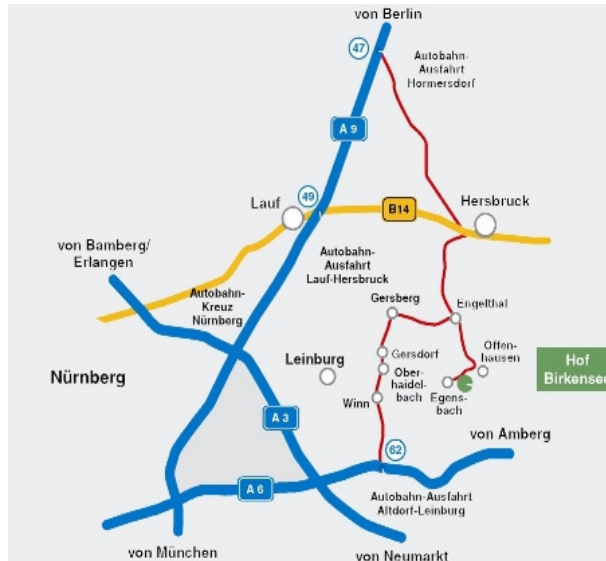 von Berlin
47
Autobahn-
Ausfahrt
Hormersdorf
A 9
49
Lauf
B14
Hersbruck
von Bamberg/
Erlangen
Autobahn-
Ausfahrt
Lauf-Hersbruck
Autobahn-
Kreuz
Nürnberg
Gersberg
Engelthal
Offen-
hausen
Hof
Birkensee
Leinburg
Gersdorf
Ober-
haidel-
bach
Nürnberg
Egens-
bach
Winn
A 3
von Amberg
62
A 6
Autobahn-Ausfahrt
Altdorf-Leinburg
von München
von Neumarkt